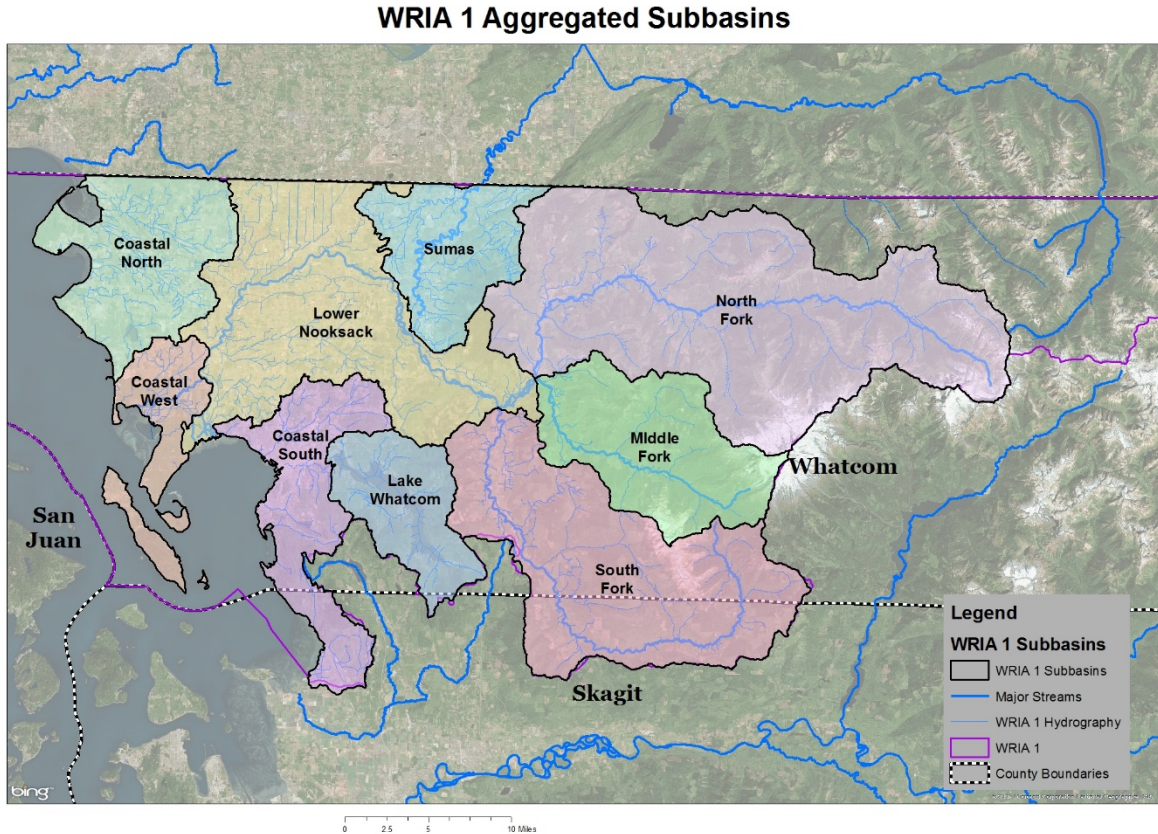 WRIA 1 Aggregated Subbasins
Coastal
North
Sumas
Lower
Nooksack
North
Fork
Coastal
West
Coastal
South
MIddle
Fork
Whatcom
Lake
Whatcom
San
Juan
South
Fork
Skagit
Legend
WRIA 1 Subbasins
WRIA 1 Subbasins
Major Streams
WRIA 1 Hydrography
WRIA 1
County Boundaries
bing
0 2.5 5 10 Miles